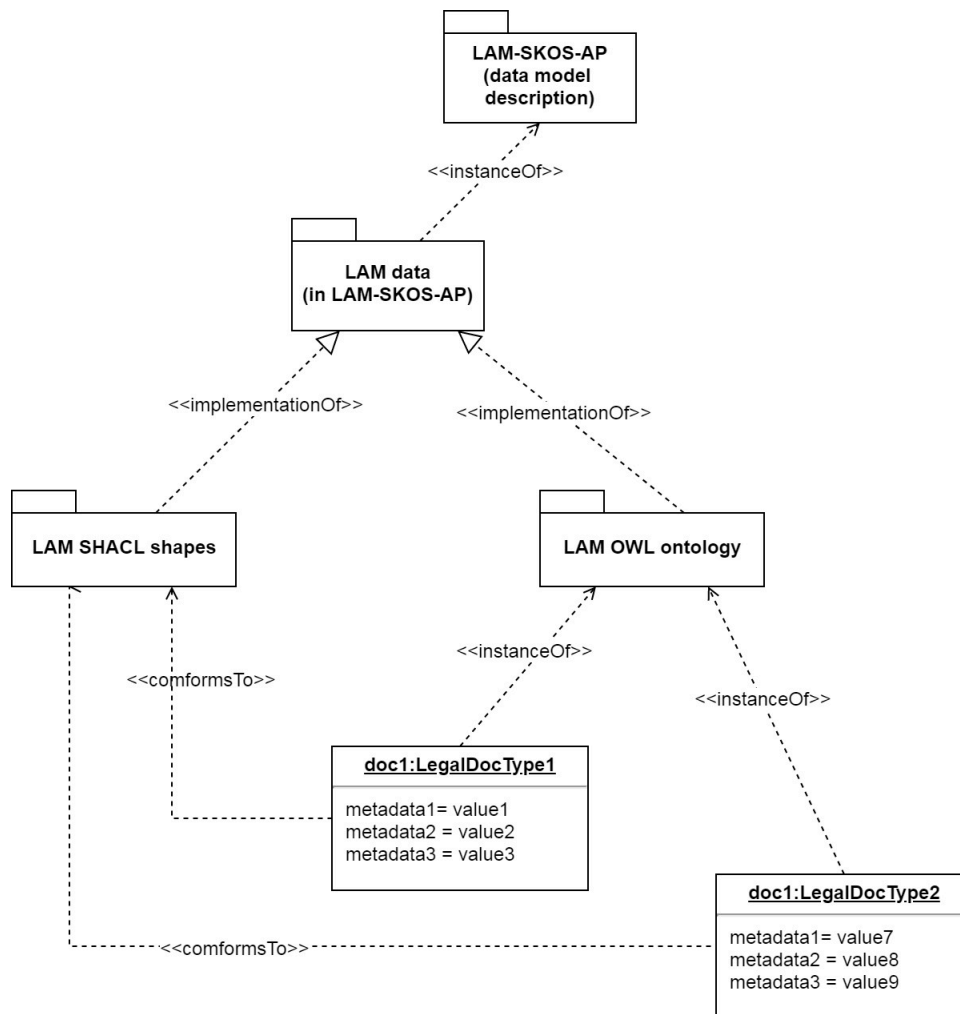 LAM-SKOS-AP
(data model
description)
<<instanceOf>>
LAM data
(in LAM-SKOS-AP)
<<implementationOf>>
<<implementationOf>>
LAM SHACL shapes
LAM OWL ontology
<<instanceOf>>
<<comformsTo>>
<<instanceOf>>
doc1:LegalDocType1
metadata1= value1
metadata2 = value2
metadata3 = value3
doc1:LegalDocType2
metadata1= value7
metadata2 = value8
metadata3 = value9
<<comformsTo>>